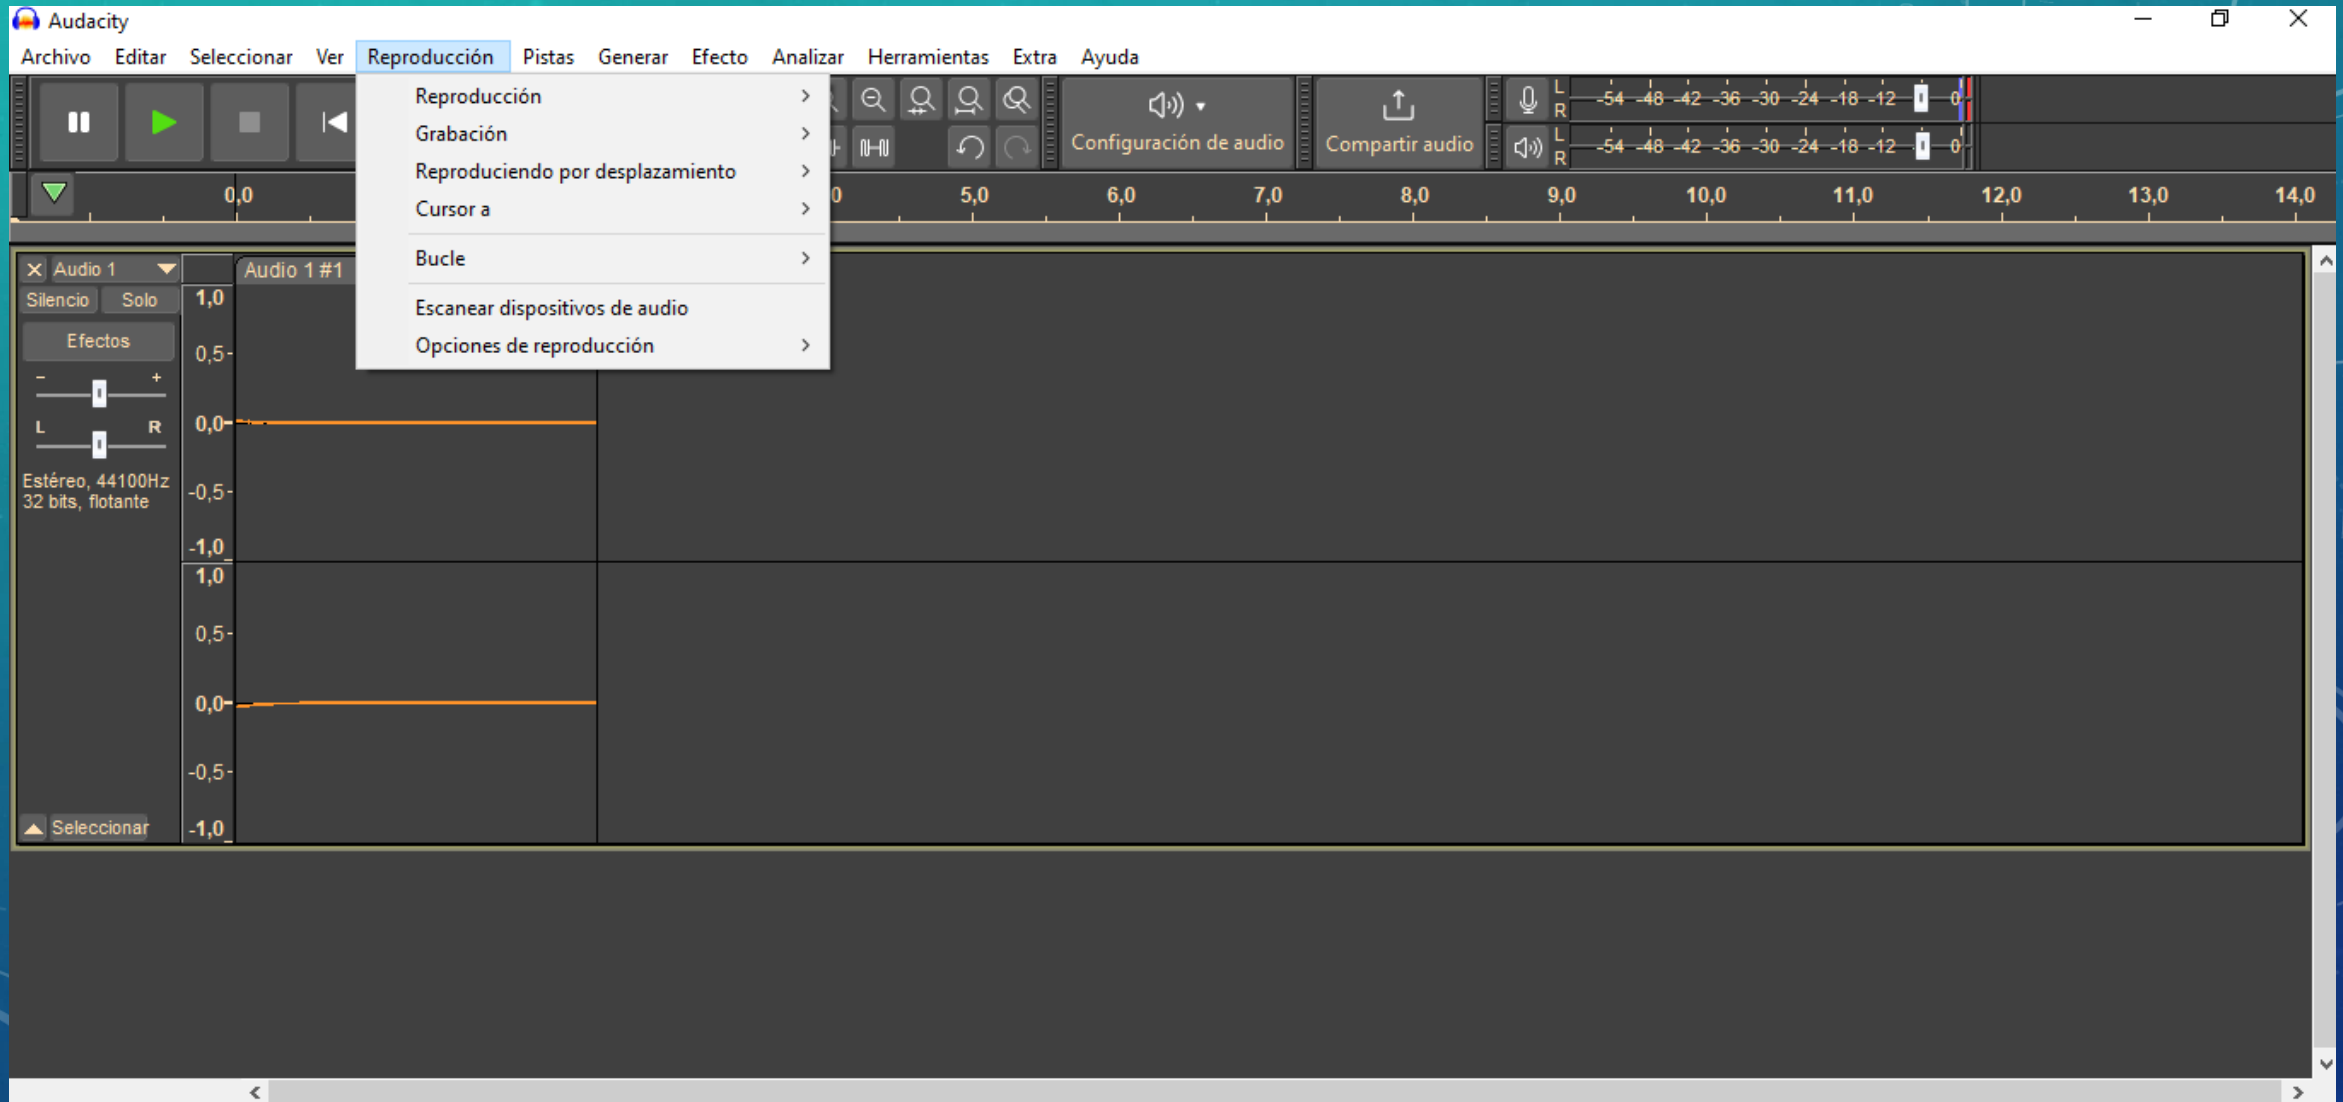 Audacity
Archivo Editar Seleccionar Ver Reproducción Pistas Generar Efecto Analizar Herramientas Extra Ayuda
Reproducción
Grabación
Reproduciendo por desplazamiento
Cursor a
Bucle
Escanear dispositivos de audio
Opciones de reproducción
Configuración de audio
Compartir audio
L
R
-54 -48 -42 -36 -30 -24 -18 -12 0
L
R
-54 -48 -42 -36 -30 -24 -18 -12 0
0,0 0 5,0 6,0 7,0 8,0 9,0 10,0 11,0 12,0 13,0 14,0
Audio 1
Audio 1 #1
Silencio Solo
Efectos
- +
L R
Estéreo, 44100Hz
32 bits, flotante
Seleccionar
1,0
0,5-
0,0-
-0,5-
-1,0
1,0
0,5-
0,0-
-0,5-
-1,0